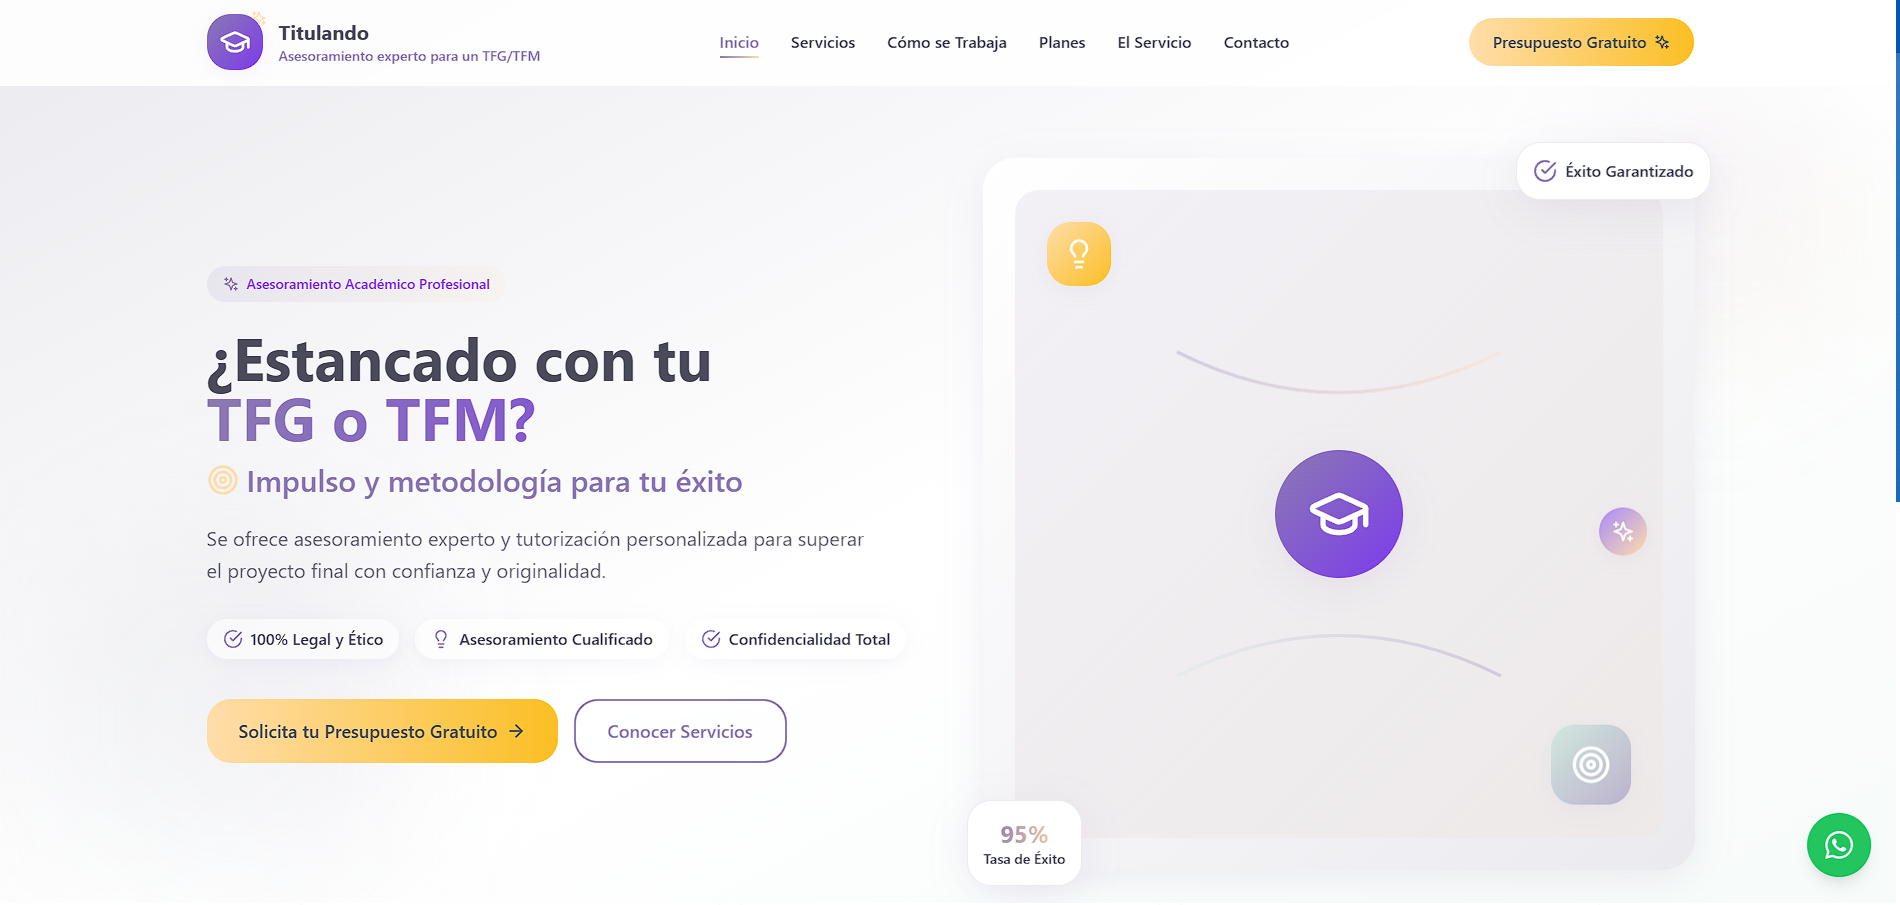 Titulando
Asesoramiento experto para un TFG/TFM
Inicio
Servicios
Cómo se Trabaja
Planes
El Servicio
Contacto
Presupuesto Gratuito
Éxito Garantizado
Asesoramiento Académico Profesional
¿Estancado con tu
TFG o TFM?
Impulso y metodología para tu éxito
Se ofrece asesoramiento experto y tutorización personalizada para superar
el proyecto final con confianza y originalidad.
100% Legal y Ético
Asesoramiento Cualificado
Confidencialidad Total
Solicita tu Presupuesto Gratuito
Conocer Servicios
95%
Tasa de Éxito